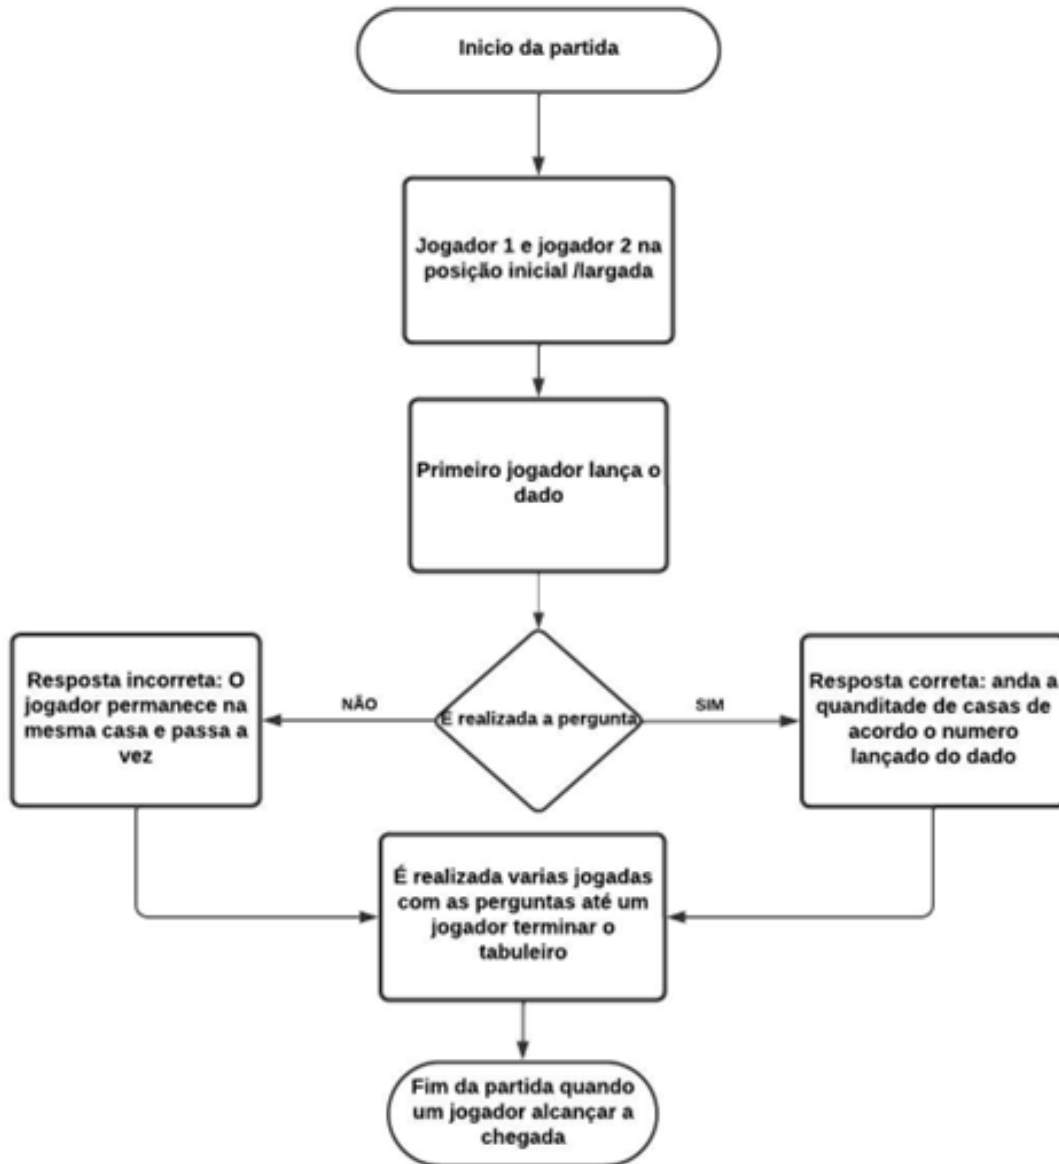 Inicio da partida
Jogador 1 e jogador 2 na
posição inicial /largada
Primeiro jogador lança o
dado
É realizada a pergunta
NÃO
SIM
Resposta incorreta: O
jogador permanece na
mesma casa e passa a
vez
Resposta correta: anda a
quanditade de casas de
acordo o numero
lançado do dado
É realizada varias jogadas
com as perguntas até um
jogador terminar o
tabuleiro
Fim da partida quando
um jogador alcançar a
chegada